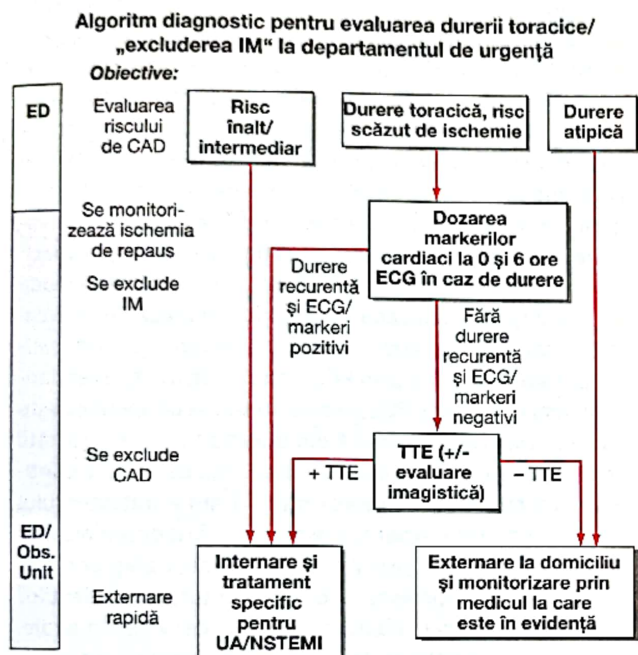 Algoritm diagnostic pentru evaluarea durerii toracice/
„excluderea IM” la departamentul de urgență
Obiective:
ED
Evaluarea
riscului
de CAD
Risc
înalt/
intermediar
Durere toracică, risc
scăzut de ischemie
Durere
atipică
Se monitori-
zează ischemia
de repaus
Se exclude
IM
Dozarea
markerilor
cardiaci la 0 și 6 ore
ECG în caz de durere
Durere
recurentă
și ECG/
markeri
pozitivi
Fără
durere
recurentă
și ECG/
markeri
negativi
Se exclude
CAD
+ TTE
TTE (+/-
evaluare
imagistică)
– TTE
ED/
Obs.
Unit
Externare
rapidă
Internare și
tratament
specific
pentru
UA/NSTEMI
Externare la domiciliu
și monitorizare prin
medicul la care
este în evidență